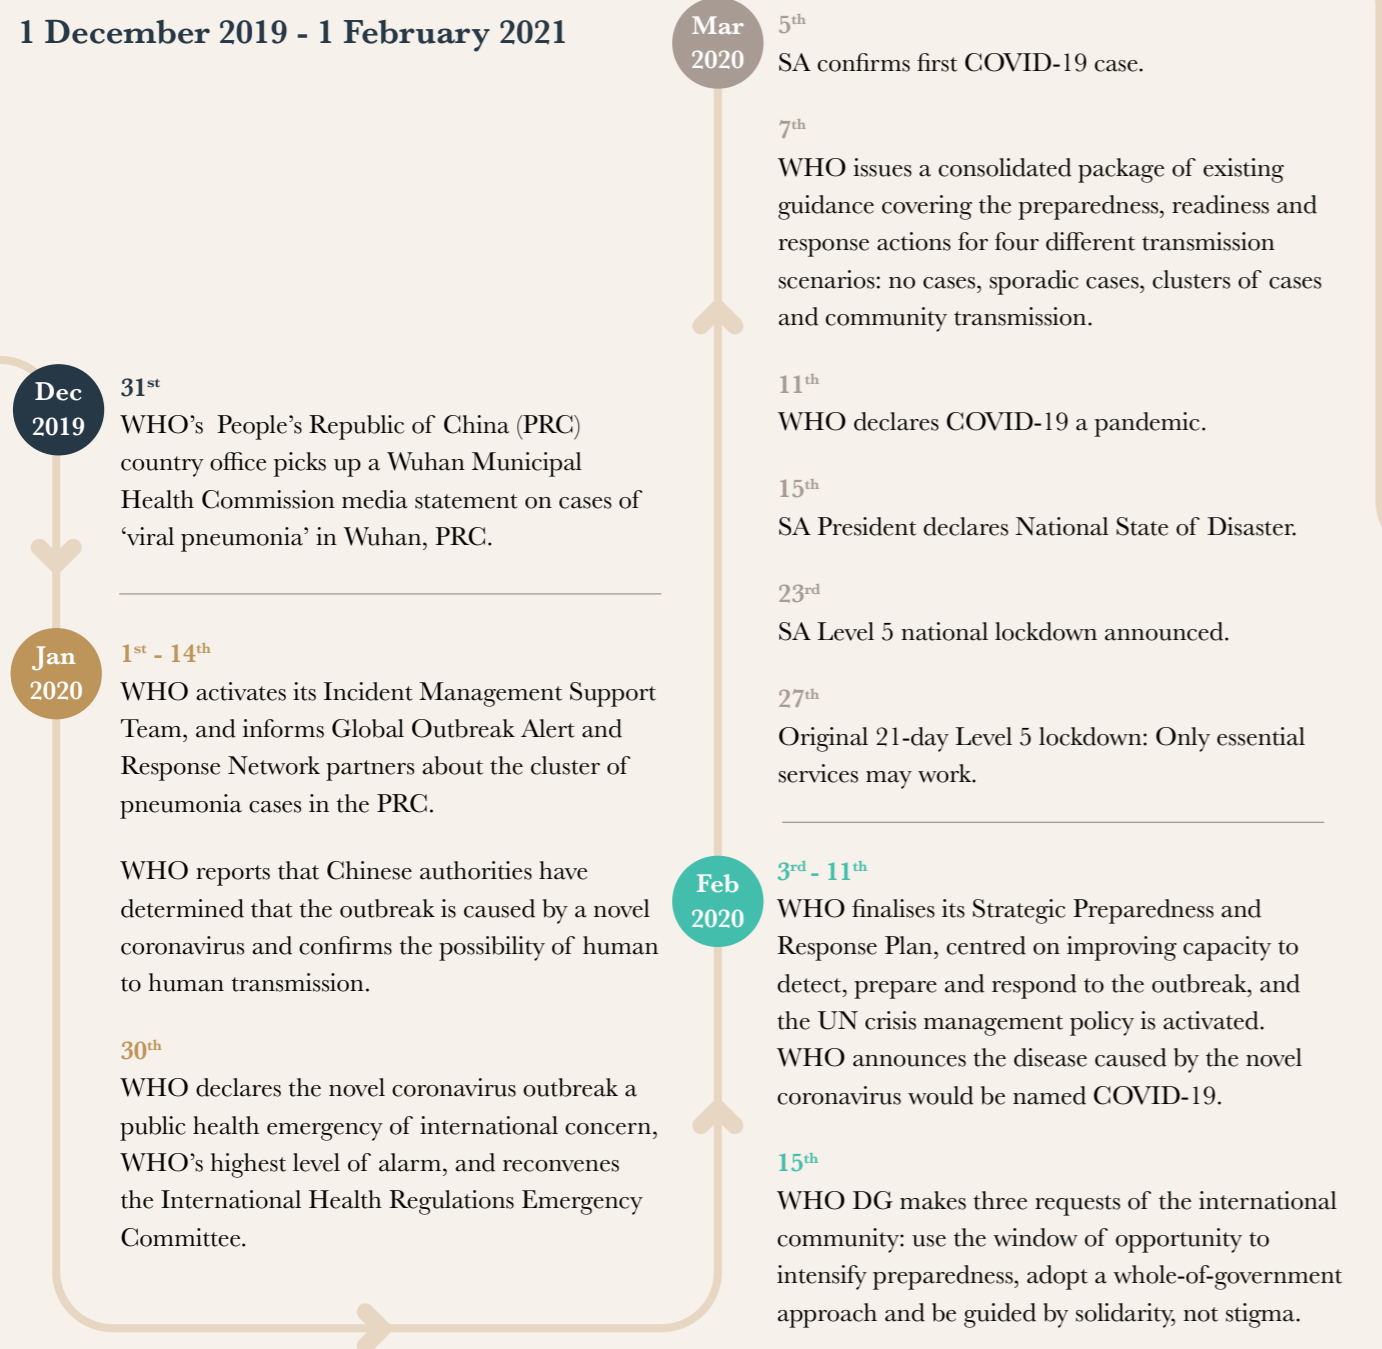 1 December 2019 - 1 February 2021
Dec
2019
31st
WHO’s People’s Republic of China (PRC)
country office picks up a Wuhan Municipal
Health Commission media statement on cases of
‘viral pneumonia’ in Wuhan, PRC.
Jan
2020
1st - 14th
WHO activates its Incident Management Support
Team, and informs Global Outbreak Alert and
Response Network partners about the cluster of
pneumonia cases in the PRC.
WHO reports that Chinese authorities have
determined that the outbreak is caused by a novel
coronavirus and confirms the possibility of human
to human transmission.
30th
WHO declares the novel coronavirus outbreak a
public health emergency of international concern,
WHO’s highest level of alarm, and reconvenes
the International Health Regulations Emergency
Committee.
Feb
2020
3rd - 11th
WHO finalises its Strategic Preparedness and
Response Plan, centred on improving capacity to
detect, prepare and respond to the outbreak, and
the UN crisis management policy is activated.
WHO announces the disease caused by the novel
coronavirus would be named COVID-19.
15th
WHO DG makes three requests of the international
community: use the window of opportunity to
intensify preparedness, adopt a whole-of-government
approach and be guided by solidarity, not stigma.
Mar
2020
5th
SA confirms first COVID-19 case.
7th
WHO issues a consolidated package of existing
guidance covering the preparedness, readiness and
response actions for four different transmission
scenarios: no cases, sporadic cases, clusters of cases
and community transmission.
11th
WHO declares COVID-19 a pandemic.
15th
SA President declares National State of Disaster.
23rd
SA Level 5 national lockdown announced.
27th
Original 21-day Level 5 lockdown: Only essential
services may work.